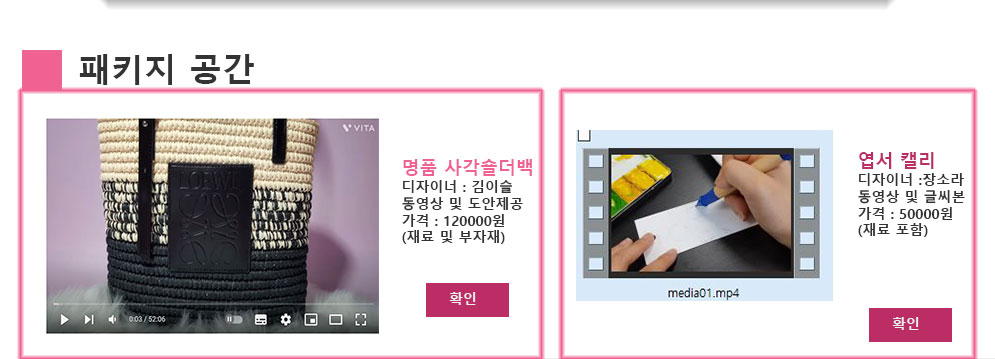 패키지 공간
VITA
LOEWE
0:03 / 52:06
명품 사각숄더백
디자이너 : 김이슬
동영상 및 도안제공
가격 : 120000원
(재료 및 부자재)
확인
media01.mp4
엽서 캘리
디자이너 :장소라
동영상 및 글씨본
가격 : 50000원
(재료 포함)
확인